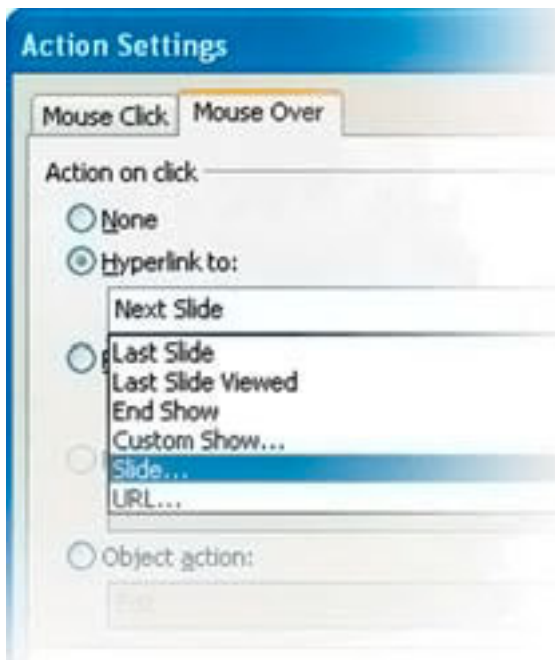 Action Settings
Mouse Click
Mouse Over
Action on click
None
Hyperlink to:
Next Slide
Last Slide
Last Slide Viewed
End Show
Custom Show...
Slide...
URL...
Object action: